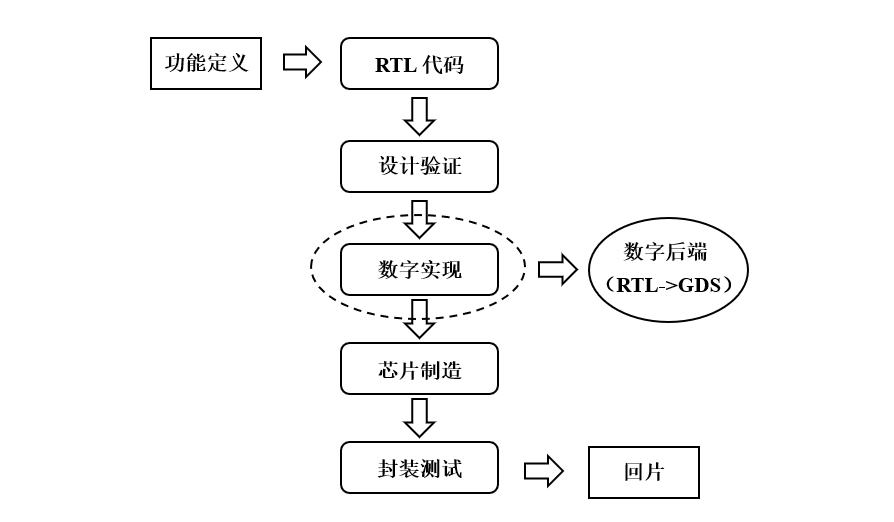 功能定义
RTL 代码
设计验证
数字实现
数字后端
（RTL->GDS）
芯片制造
封装测试
回片